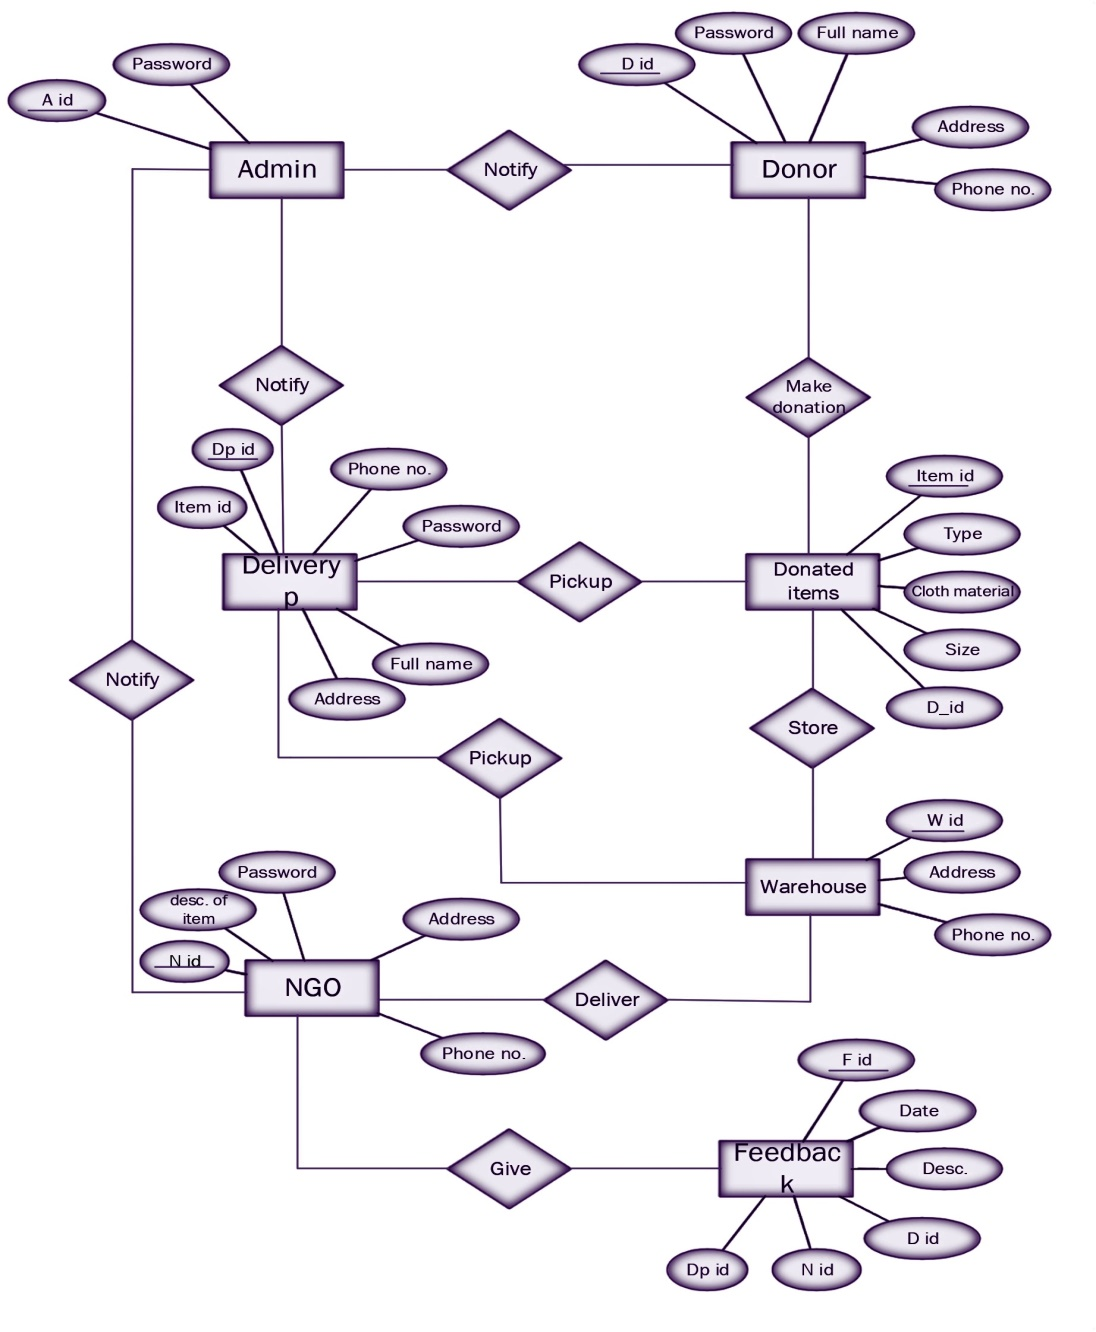 Password
Full name
D id
Password
A id
Address
Admin
Notify
Donor
Phone no.
Notify
Make
donation
Dp id
Phone no.
Item id
Item id
Password
Type
Delivery
p
Pickup
Donated
items
Cloth material
Size
Full name
Notify
Address
D_id
Store
Pickup
W id
Password
Address
Warehouse
desc. of
item
Address
Phone no.
N id
NGO
Deliver
Phone no.
F id
Date
Feedbac
k
Give
Desc.
D id
Dp id
N id